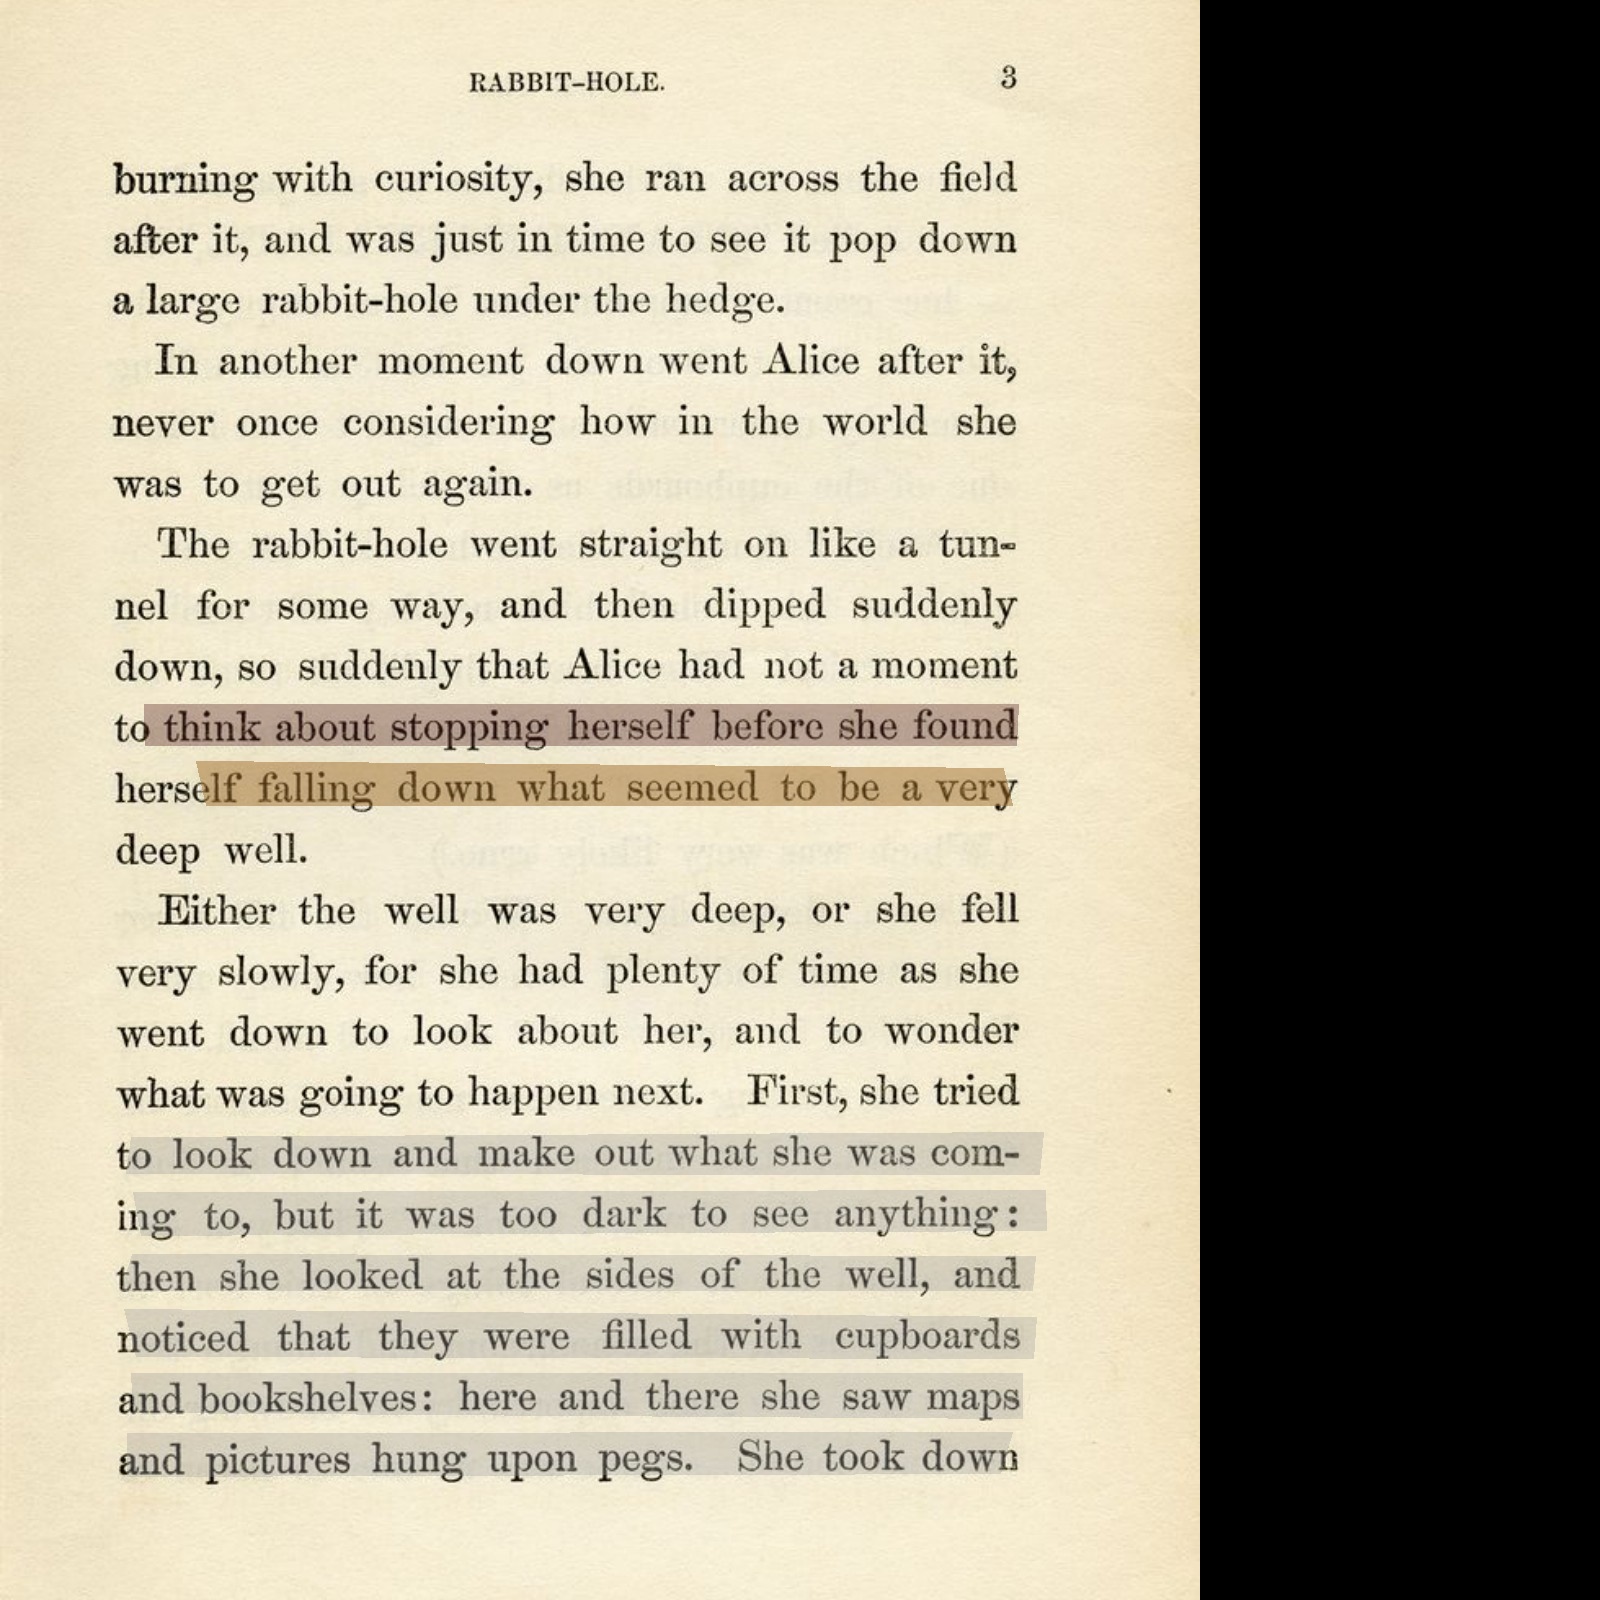 RABBIT-HOLE. 3
burning with curiosity, she ran across the field
after it, and was just in time to see it pop down
a large rabbit-hole under the hedge.
In another moment down went Alice after it,
never once considering how in the world she
was to get out again.
The rabbit-hole went straight on like a tun-
nel for some way, and then dipped suddenly
down, so suddenly that Alice had not a moment
to think about stopping herself before she found
herself falling down what seemed to be a very
deep well.
Either the well was very deep, or she fell
very slowly, for she had plenty of time as she
went down to look about her, and to wonder
what was going to happen next. First, she tried
to look down and make out what she was com-
ing to, but it was too dark to see anything:
then she looked at the sides of the well, and
noticed that they were filled with cupboards
and bookshelves: here and there she saw maps
and pictures hung upon pegs. She took down